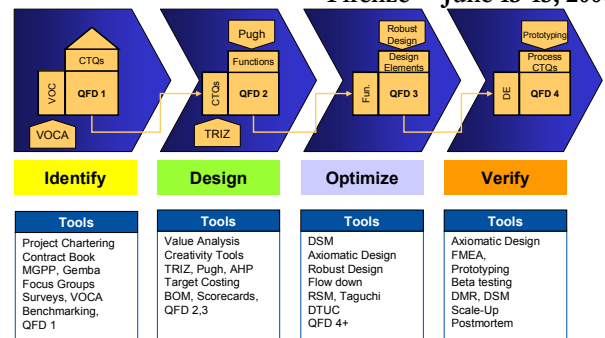 Firenze
June 13-15, 200
CTQs
VOC
QFD 1
VOCA
Pugh
Functions
CTQs
QFD 2
TRIZ
Robust
Design
Design
Elements
Fun.
QFD 3
Prototyping
Process
CTQs
DE
QFD 4
Identify
Design
Optimize
Verify
Tools
Project Chartering
Contract Book
MGPP, Gemba
Focus Groups
Surveys, VOCA
Benchmarking,
QFD 1
Tools
Value Analysis
Creativity Tools
TRIZ, Pugh, AHP
Target Costing
BOM, Scorecards,
QFD 2,3
Tools
DSM
Axiomatic Design
Robust Design
Flow down
RSM, Taguchi
DTUC
QFD 4+
Tools
Axiomatic Design
FMEA,
Prototyping
Beta testing
DMR, DSM
Scale-Up
Postmortem